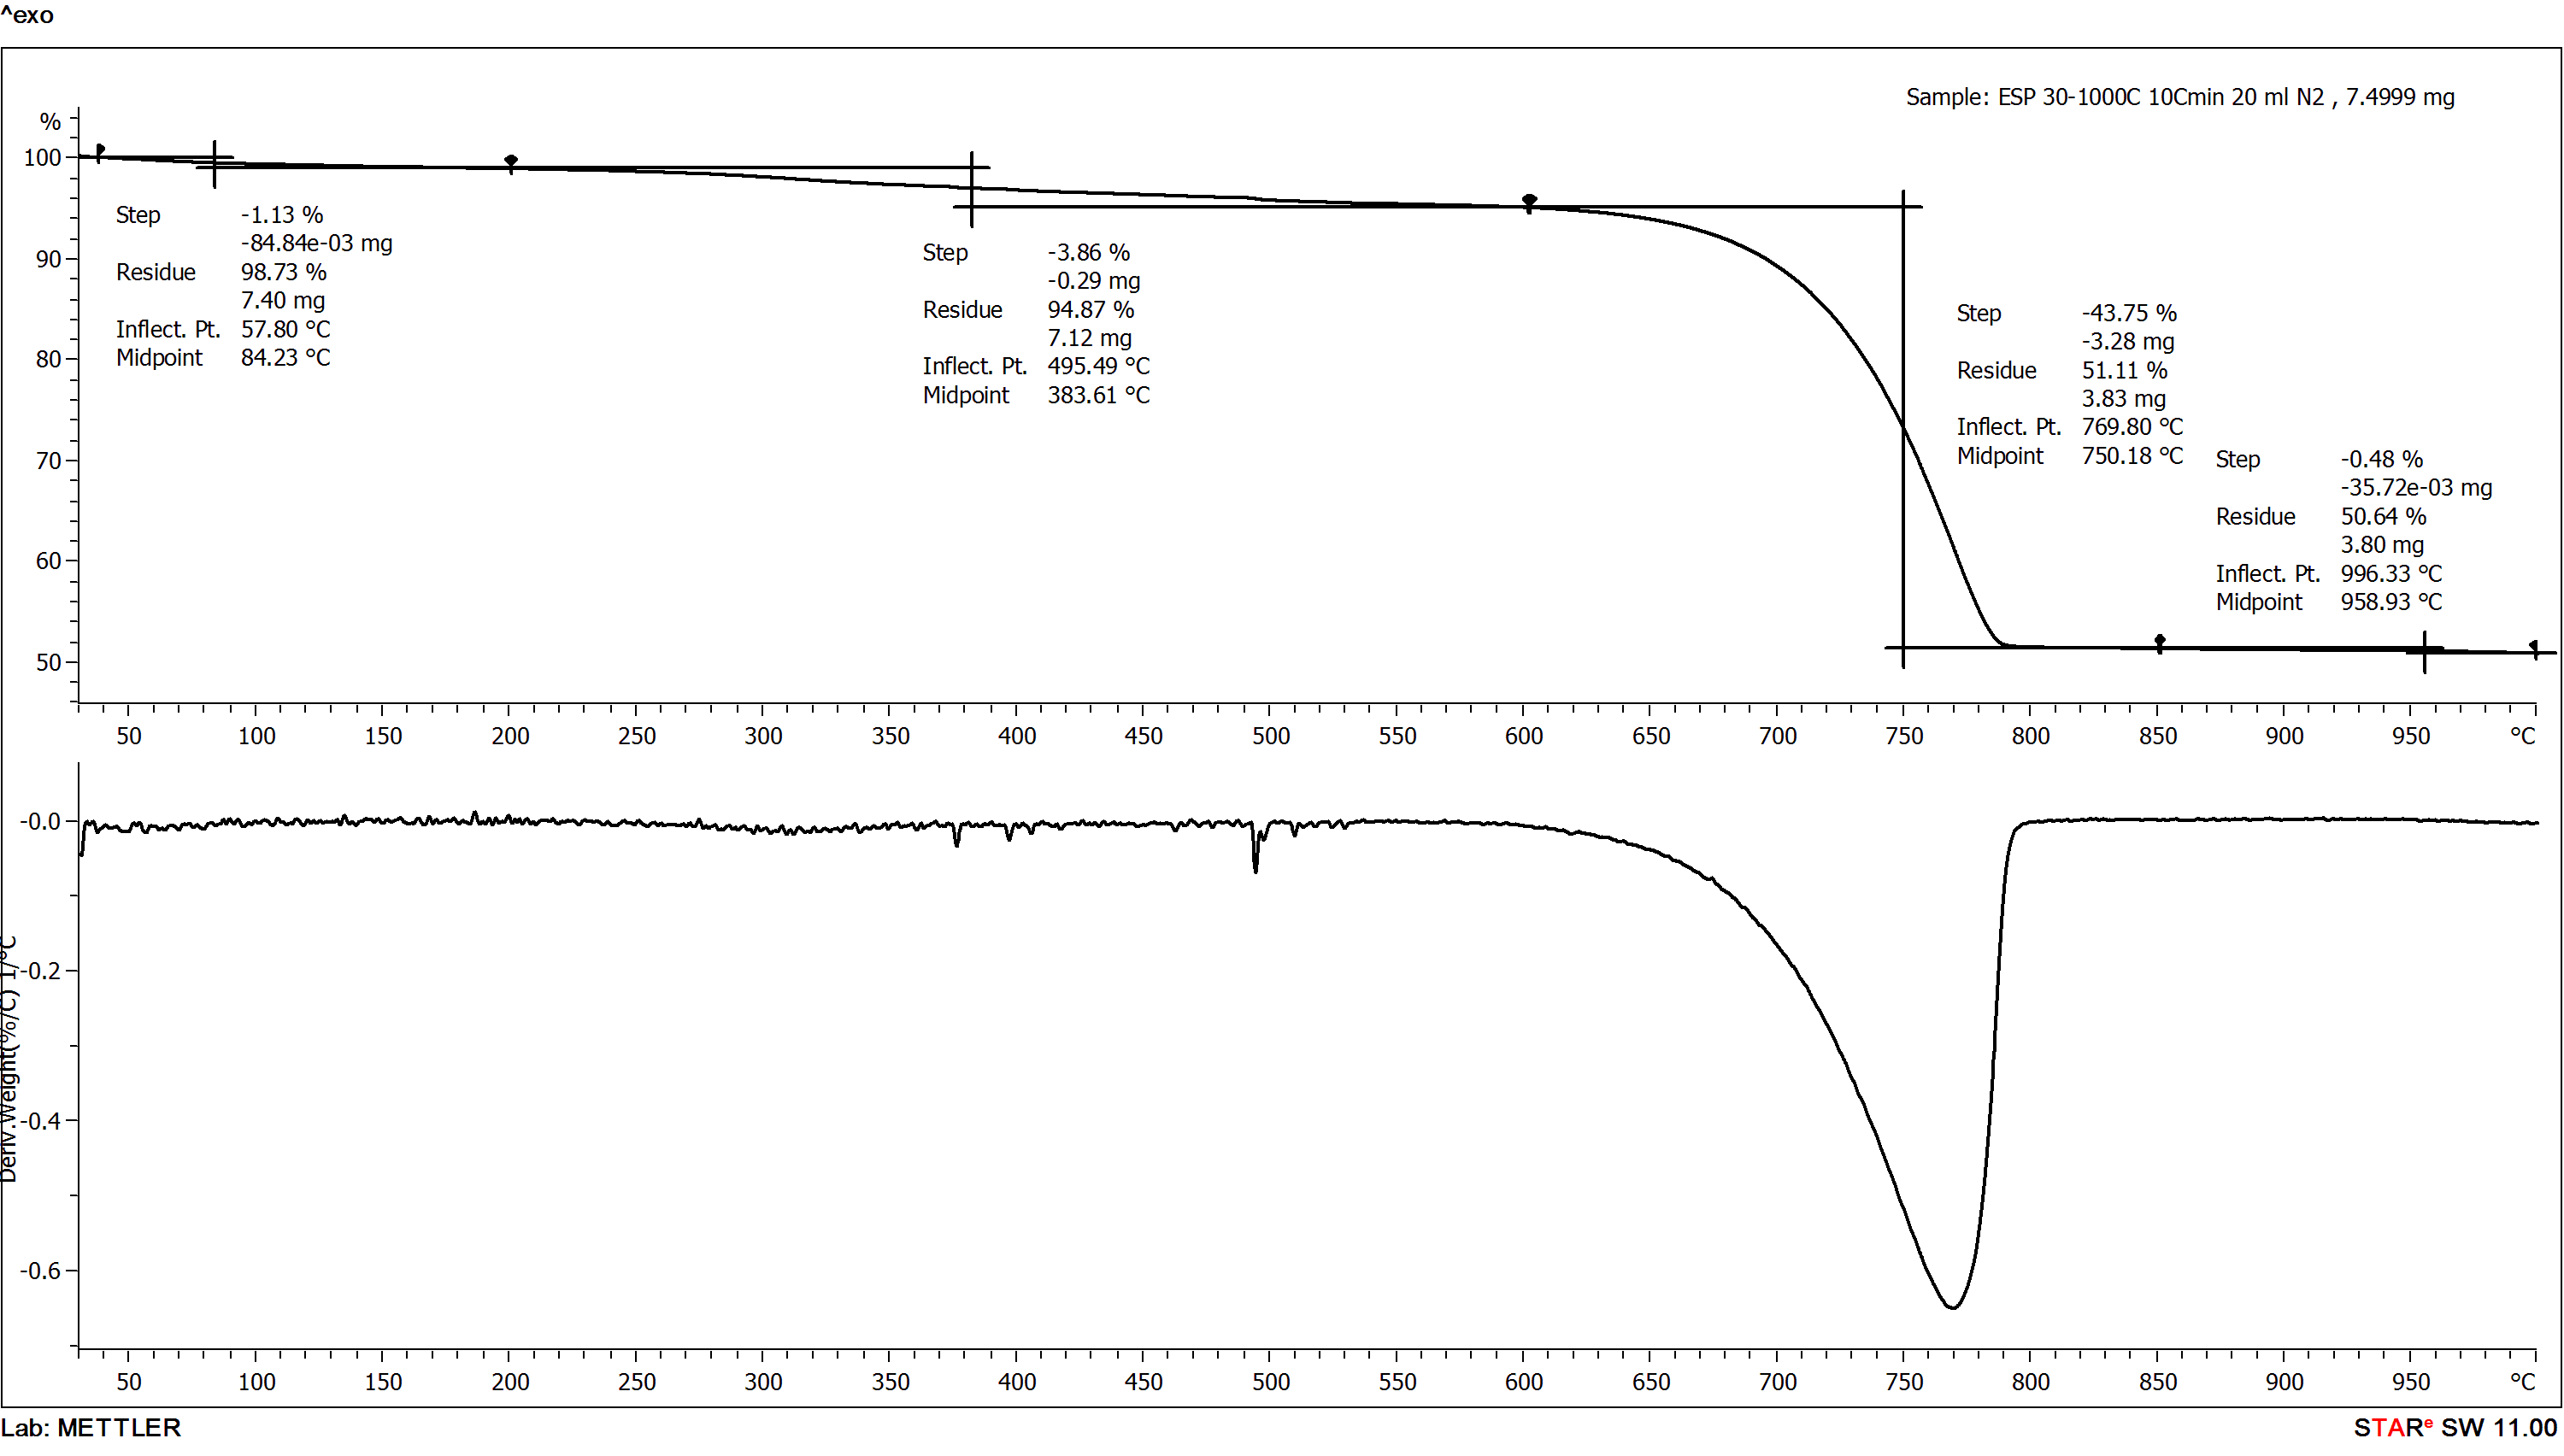 ^exo
Sample: ESP 30-1000C 10Cmin 20 ml N2 , 7.4999 mg
%
100
90
80
70
60
50
Step -1.13 %
-84.84e-03 mg
Residue 98.73 %
7.40 mg
Inflect. Pt. 57.80 °C
Midpoint 84.23 °C
Step -3.86 %
-0.29 mg
Residue 94.87 %
7.12 mg
Inflect. Pt. 495.49 °C
Midpoint 383.61 °C
Step -43.75 %
-3.28 mg
Residue 51.11 %
3.83 mg
Inflect. Pt. 769.80 °C
Midpoint 750.18 °C
Step -0.48 %
-35.72e-03 mg
Residue 50.64 %
3.80 mg
Inflect. Pt. 996.33 °C
Midpoint 958.93 °C
50 100 150 200 250 300 350 400 450 500 550 600 650 700 750 800 850 900 950 °C
Deriv.Weight(%/C) 1/°C
-0.0
-0.2
-0.4
-0.6
50 100 150 200 250 300 350 400 450 500 550 600 650 700 750 800 850 900 950 °C
Lab: METTLER
STARe SW 11.00